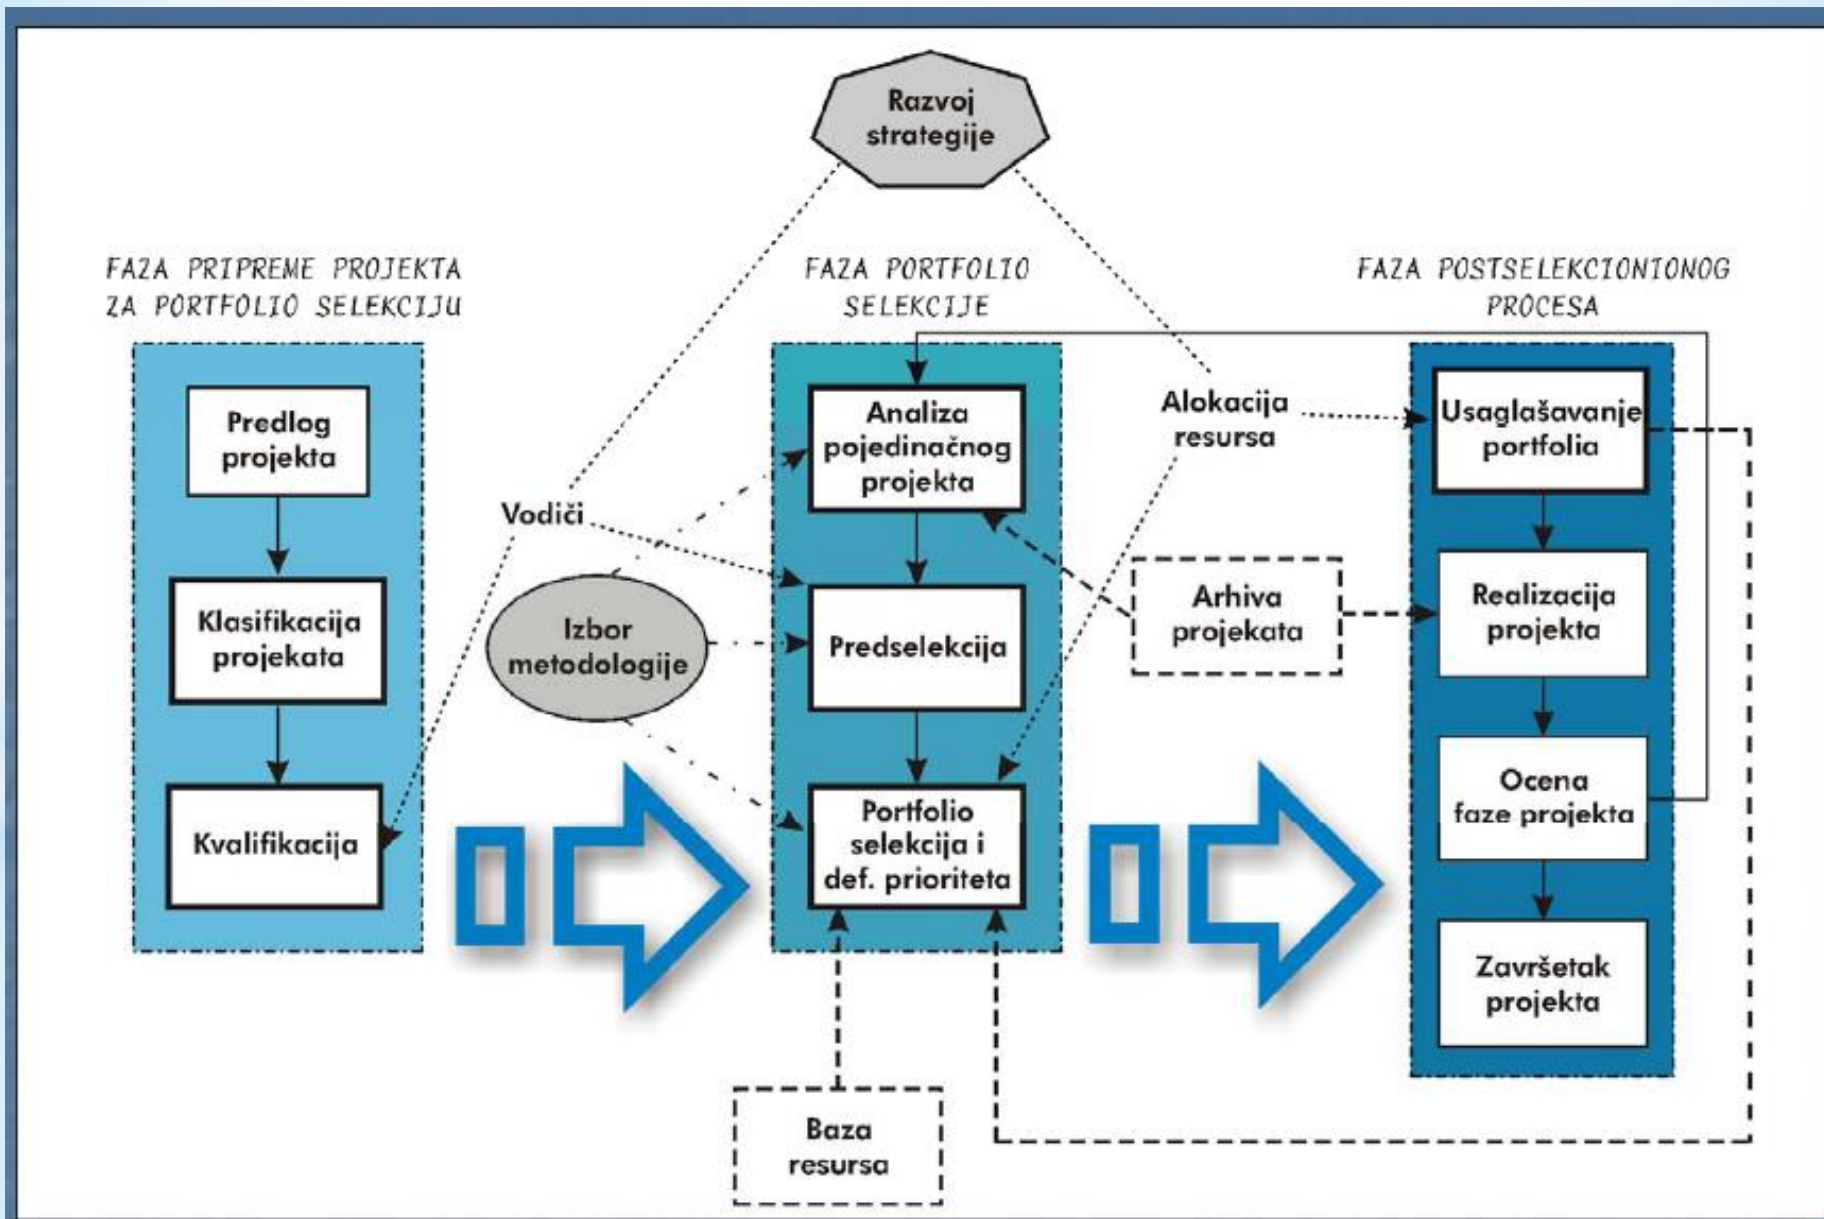 Razvoj
strategije
FAZA PRIPREME PROJEKTA
ZA PORTFOLIO SELEKCIJU
FAZA PORTFOLIO
SELEKCIJE
FAZA POSTSELEKCIONIONOG
PROCESA
Predlog
projekta
Klasifikacija
projekata
Kvalifikacija
Vodiči
Izbor
metodologije
Analiza
pojedinačnog
projekta
Predselekcija
Portfolio
selekcija i
def. prioriteta
Baza
resursa
Alokacija
resursa
Arhiva
projekata
Usaglašavanje
portfolia
Realizacija
projekta
Ocena
faze projekta
Završetak
projekta